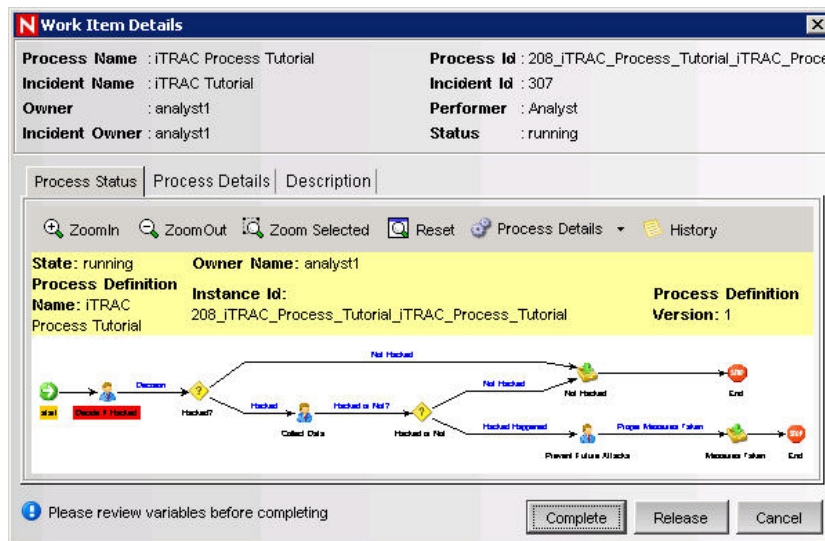 N Work Item Details
Process Name : iTRAC Process Tutorial
Process Id : 208_iTRAC_Process_Tutorial_iTRAC_Proce
Incident Name : iTRAC Tutorial
Incident Id : 307
Owner : analyst1
Performer : Analyst
Incident Owner : analyst1
Status : running
Process Status Process Details Description
ZoomIn ZoomOut Zoom Selected Reset Process Details History
State: running
Owner Name: analyst1
Process Definition
Name: iTRAC
Process Tutorial
Instance Id:
208_iTRAC_Process_Tutorial_iTRAC_Process_Tutorial
Process Definition
Version: 1
Not Hacked
Decision
Not Hacked
Not Hacked
STOP
End
start
Decide if Hacked
?
Hacked?
Hacked
Hacked or Not?
?
Collect Data
Hacked or Not
Hacked Happened
Proper Measures Taken
STOP
Prevent Future Attacks
Measures Taken
End
Please review variables before completing
Complete Release Cancel